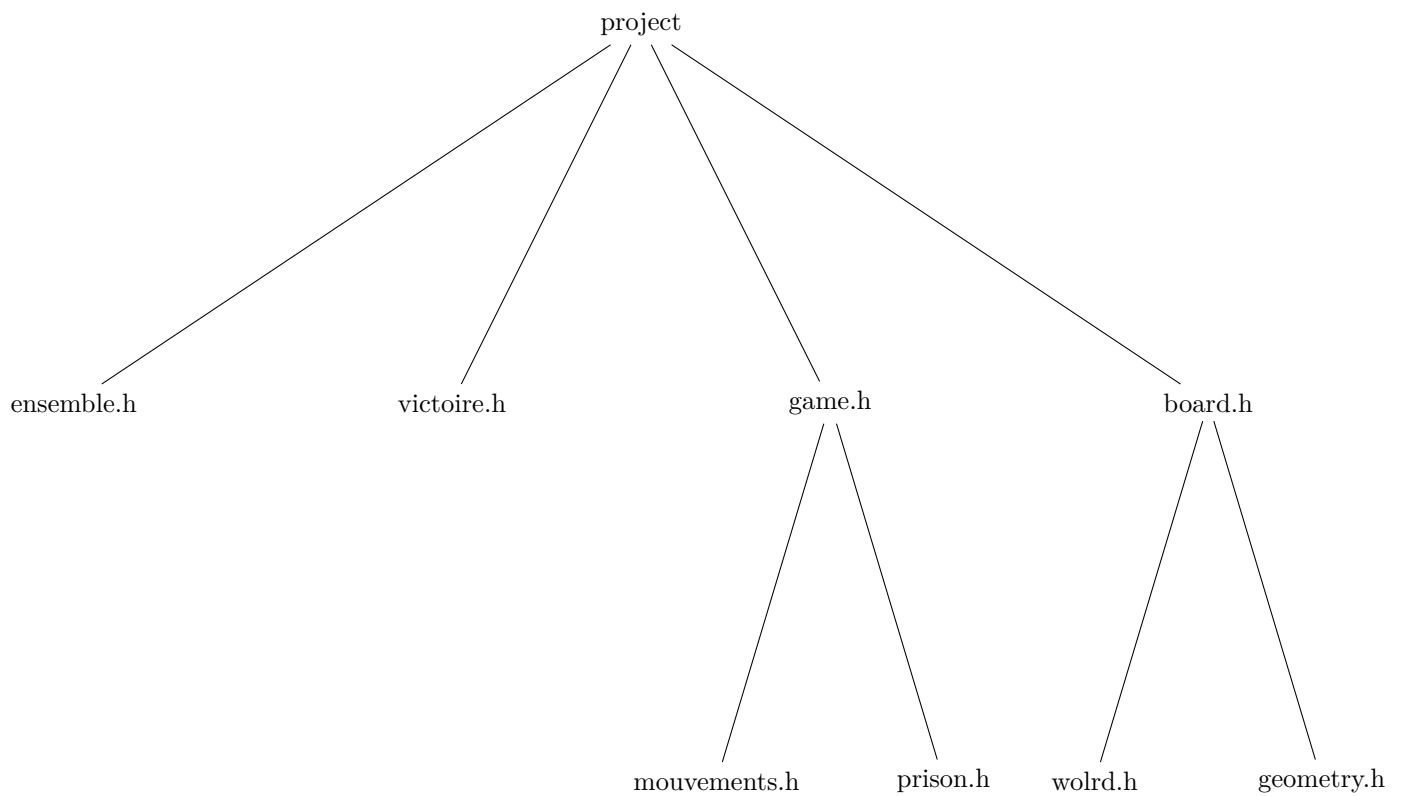 project
ensemble.h
victoire.h
game.h
board.h
mouvements.h
prison.h
wolrd.h
geometry.h